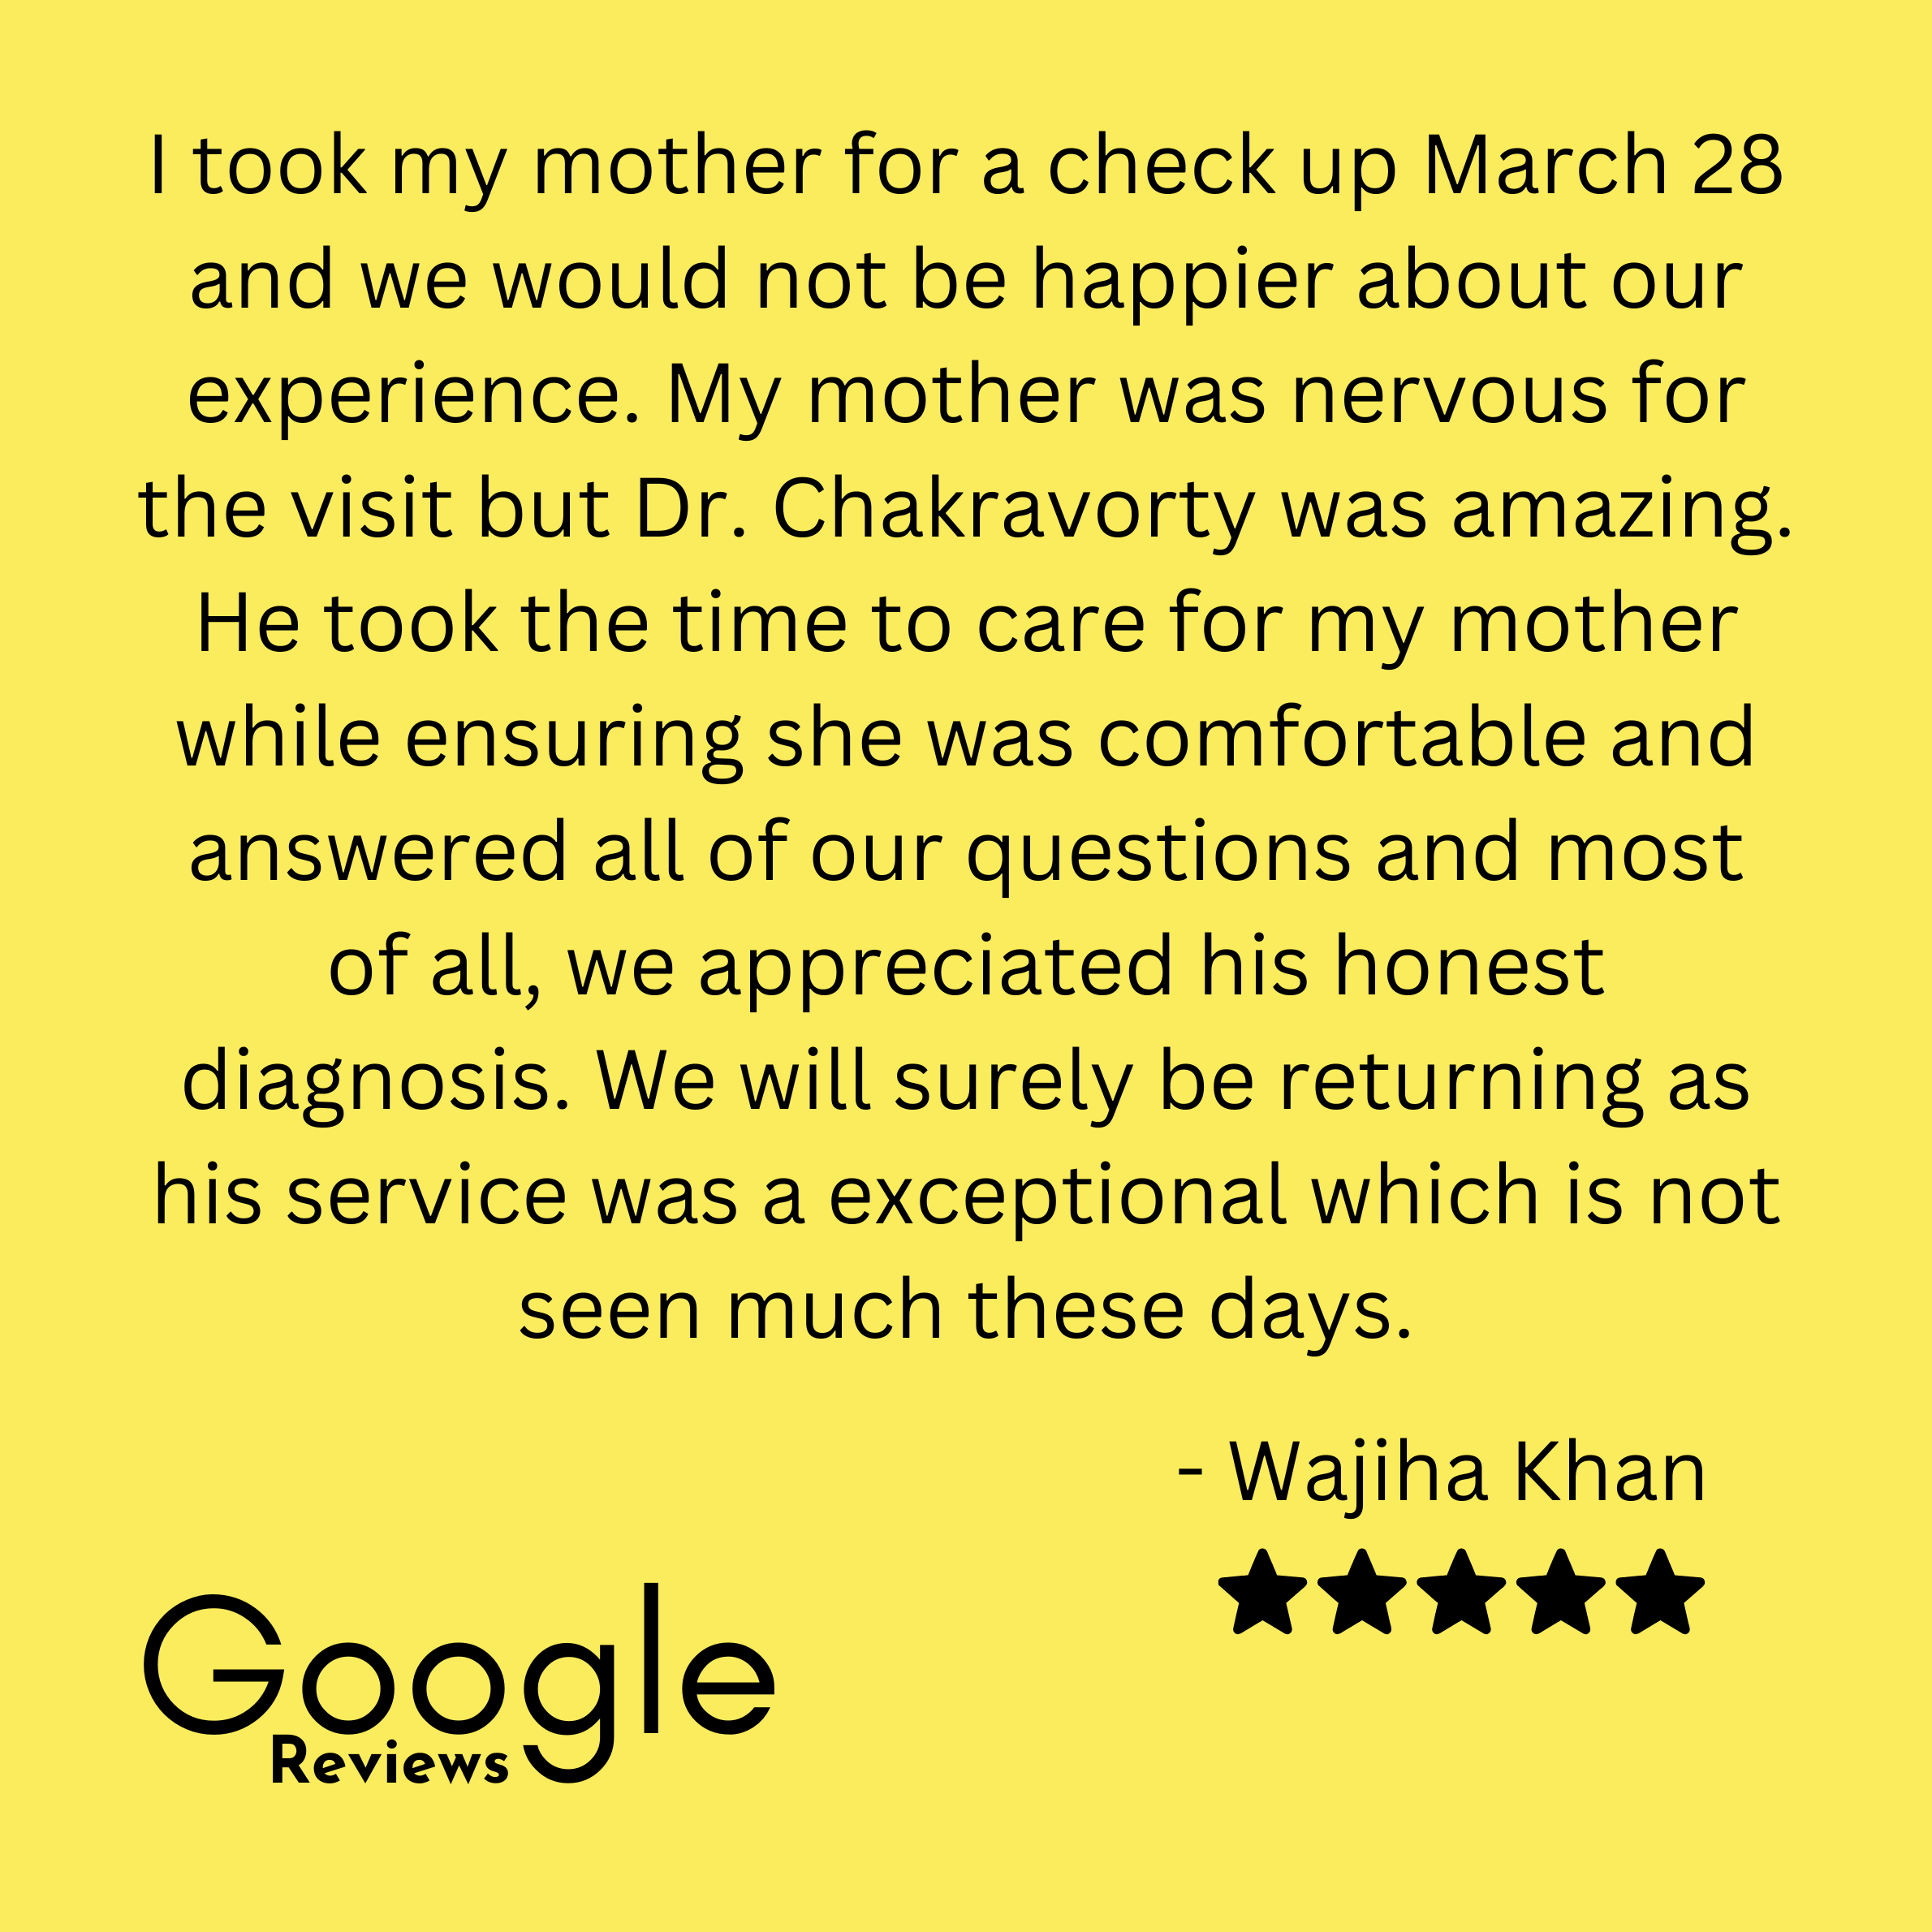 I took my mother for a check up March 28
and we would not be happier about our
experience. My mother was nervous for
the visit but Dr. Chakravorty was amazing.
He took the time to care for my mother
while ensuring she was comfortable and
answered all of our questions and most
of all, we appreciated his honest
diagnosis. We will surely be returning as
his service was a exceptional which is not
seen much these days.
- Wajiha Khan
Google
Reviews